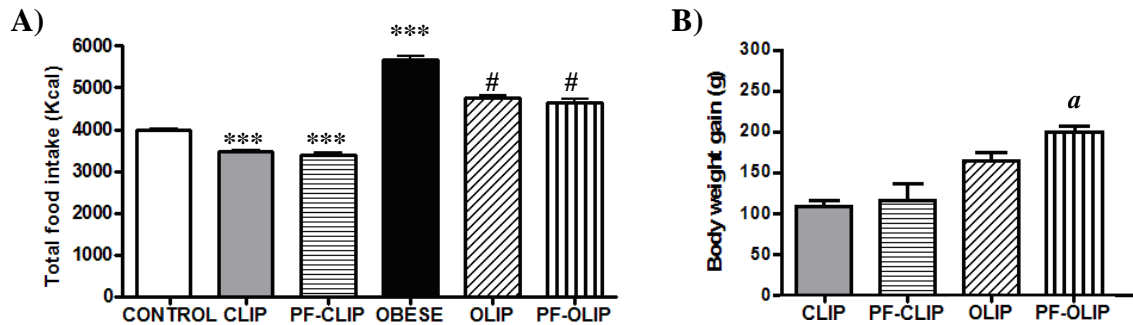 A)
Total food intake (Kcal)
6000
5000
4000
3000
2000
1000
0
***
***
***
#
#
CONTROL CLIP PF-CLIP OBESE OLIP PF-OLIP
B)
Body weight gain (g)
300
250
200
150
100
50
0
a
CLIP PF-CLIP OLIP PF-OLIP